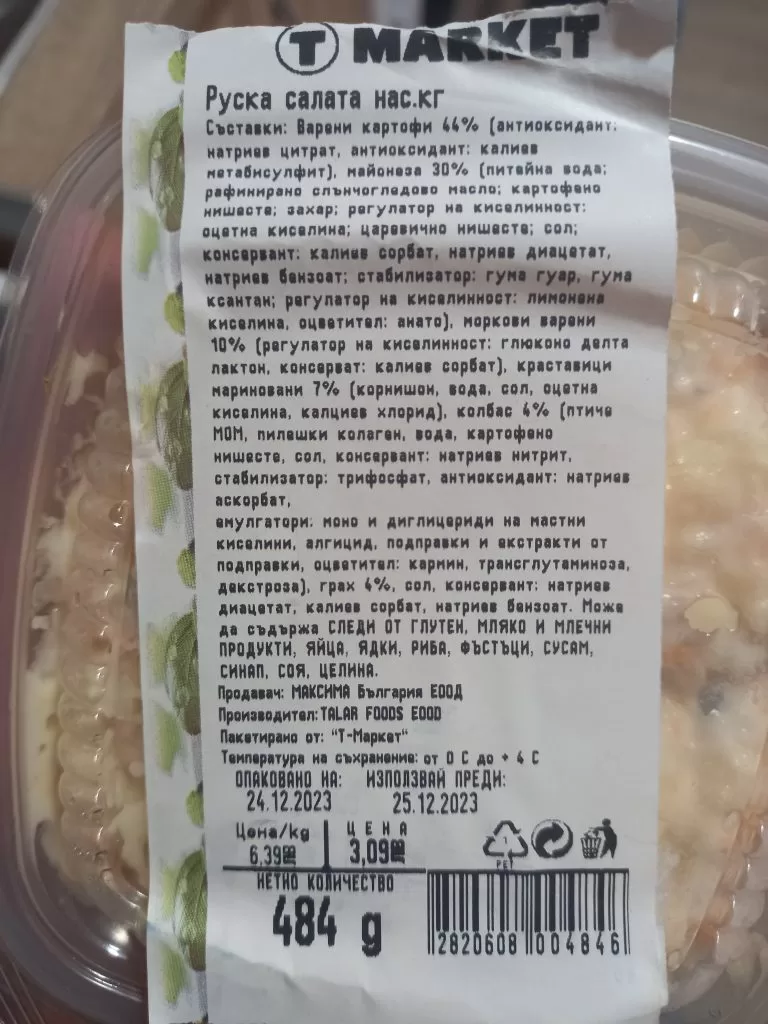 T MARKET
Руска салата нас.кг
Съставки: Варени картофи 44% (антиоксидант:
натриев цитрат, антиоксидант: калиев
метабисулфит), майонеза 30% (питейна вода;
рафинирано слънчогледово масло; картофено
нишесте; захар; регулатор на киселинност:
оцетна киселина; царевично нишесте; сол;
консервант: калиев сорбат, натриев диацетат,
натриев бензоат; стабилизатор: гума гуар, гума
ксантан; регулатор на киселинност: лимонена
киселина, оцветител: анато), моркови варени
10% (регулатор на киселинност: глюконо делта
лактон, консерват: калиев сорбат), краставици
мариновани 7% (корнишон, вода, сол, оцетна
киселина, калциев хлорид), колбас 4% (птиче
МОМ, пилешки колаген, вода, картофено
нишесте, сол, консервант: натриев нитрит,
стабилизатор: трифосфат, антиоксидант: натриев
аскорбат,
емулгатори: моно и диглицериди на мастни
киселини, алгицид, подправки и екстракти от
подправки, оцветител: кармин, трансглутаминоза,
декстроза), грах 4%, сол, консервант: натриев
диацетат, калиев сорбат, натриев бензоат. Може
да съдържа СЛЕДИ ОТ ГЛУТЕН, МЛЯКО И МЛЕЧНИ
ПРОДУКТИ, ЯЙЦА, ЯДКИ, РИБА, ФЪСТЪЦИ, СУСАМ,
СИНАП, СОЯ, ЦЕЛИНА.
Продавач: МАКСИМА България ЕООД
Производител:TALAR FOODS ЕООD
Пакетирано от: "Т-Маркет"
Температура на съхранение: от 0 С до + 4 С
ОПАКОВАНО НА: ИЗПОЛЗВАЙ ПРЕДИ:
24.12.2023 25.12.2023
Цена/kg ЦЕНА
6,39 3,09
НЕТНО КОЛИЧЕСТВО
484 g
1
PET
2820608 004846